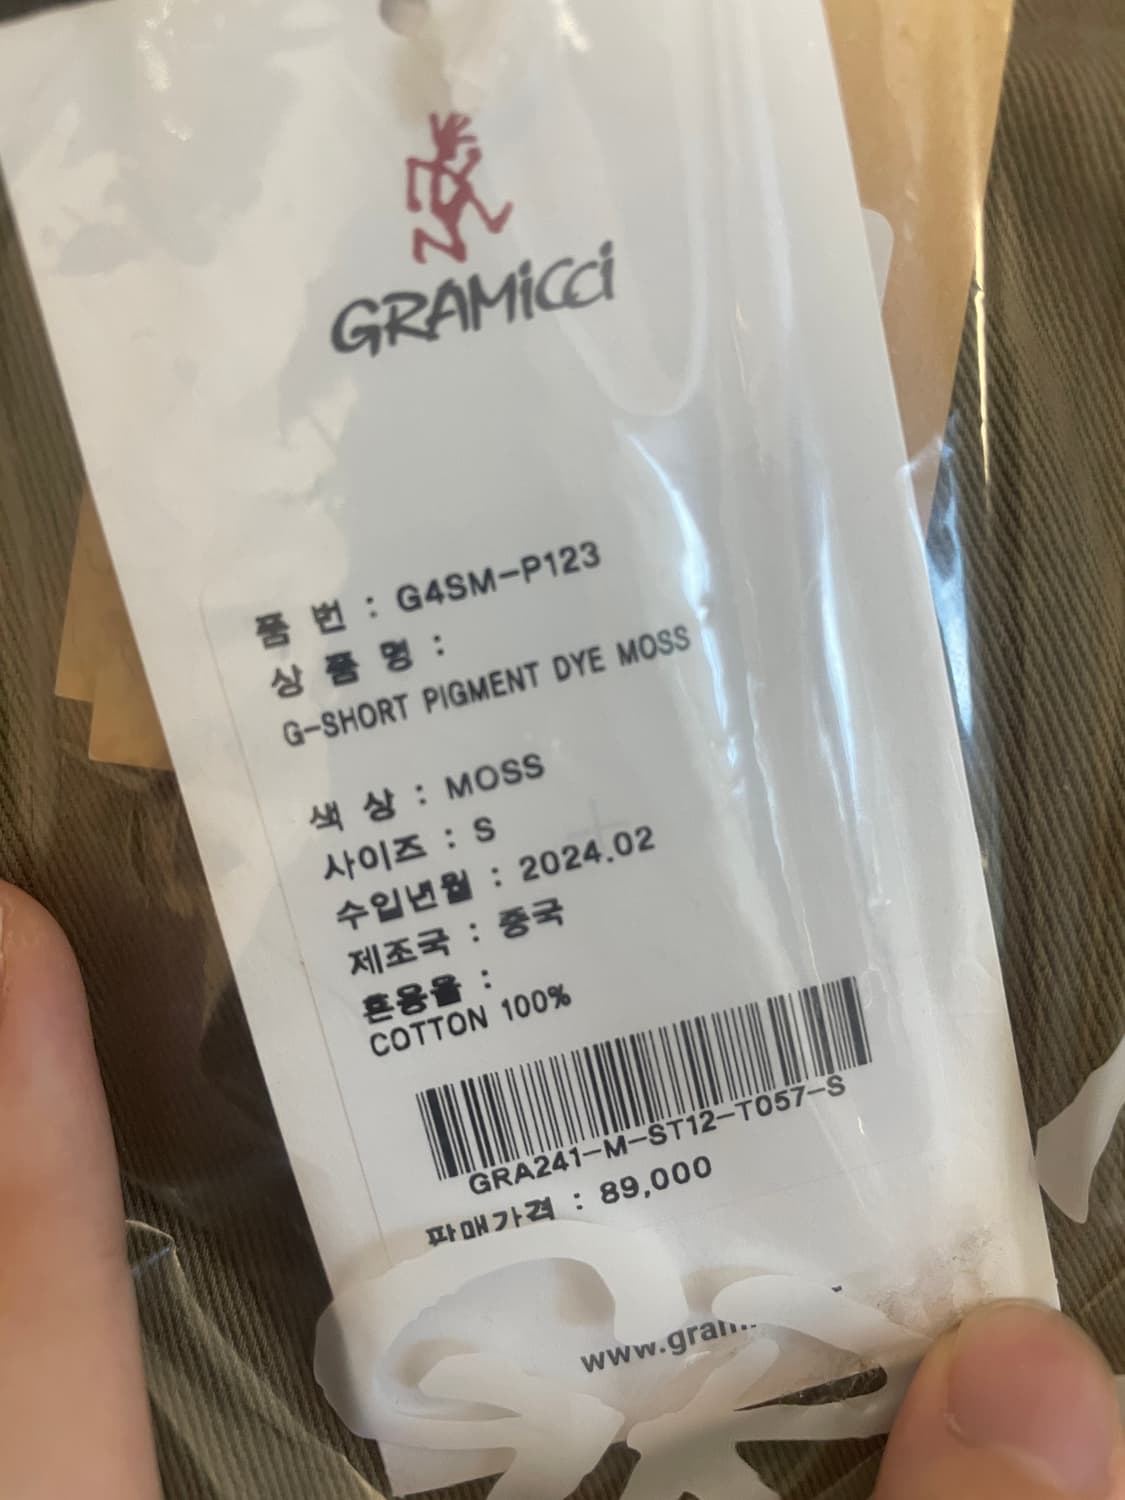 GRAMiCCi
품 번 : G4SM-P123
상 품 명 :
G-SHORT PIGMENT DYE MOSS
색 상 : MOSS
사이즈 : S
수입년월 : 2024.02
제조국 : 중국
혼용율 :
COTTON 100%
GRA241-M-ST12-T057-S
판매가격 : 89,000